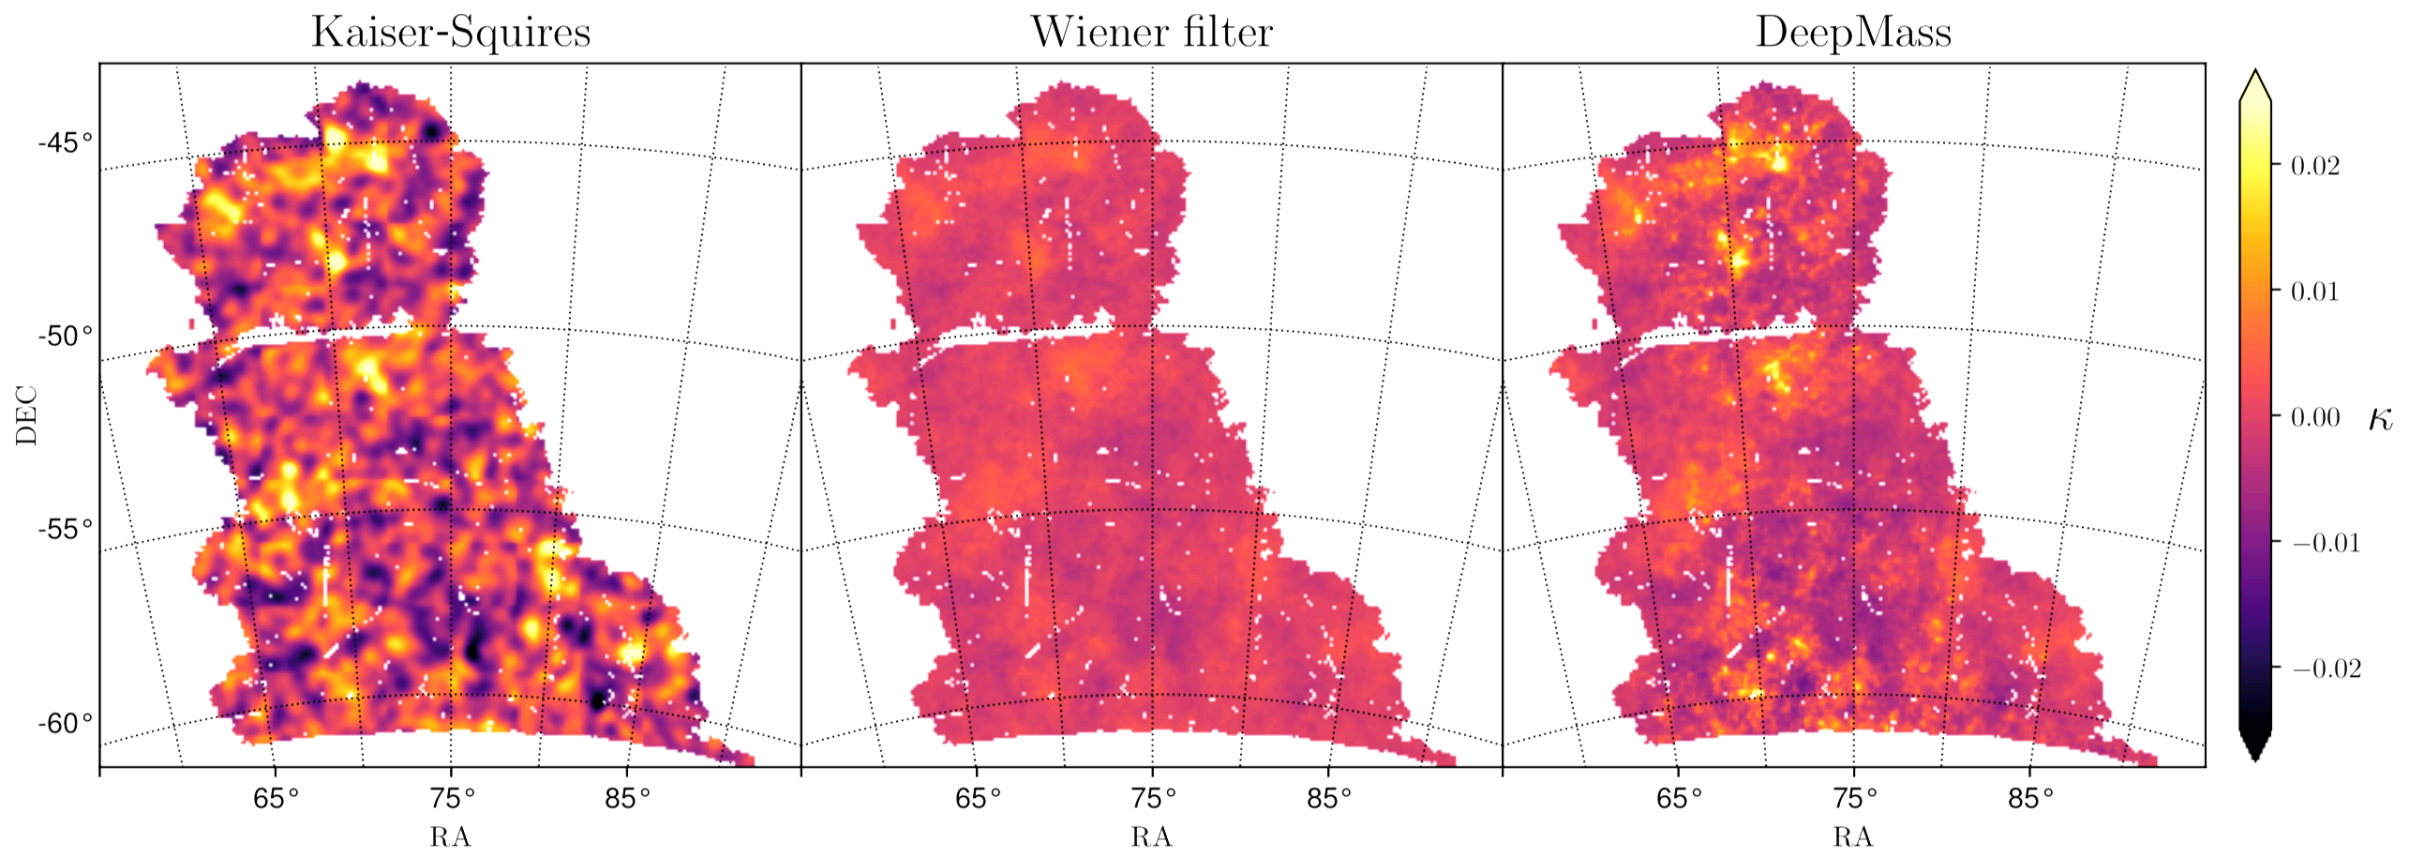 Kaiser-Squires
Wiener filter
DeepMass
-45°
-50°
-55°
-60°
DEC
65° 75° 85°
65° 75° 85°
65° 75° 85°
RA
RA
RA
0.02
0.01
0.00
−0.01
−0.02
κ